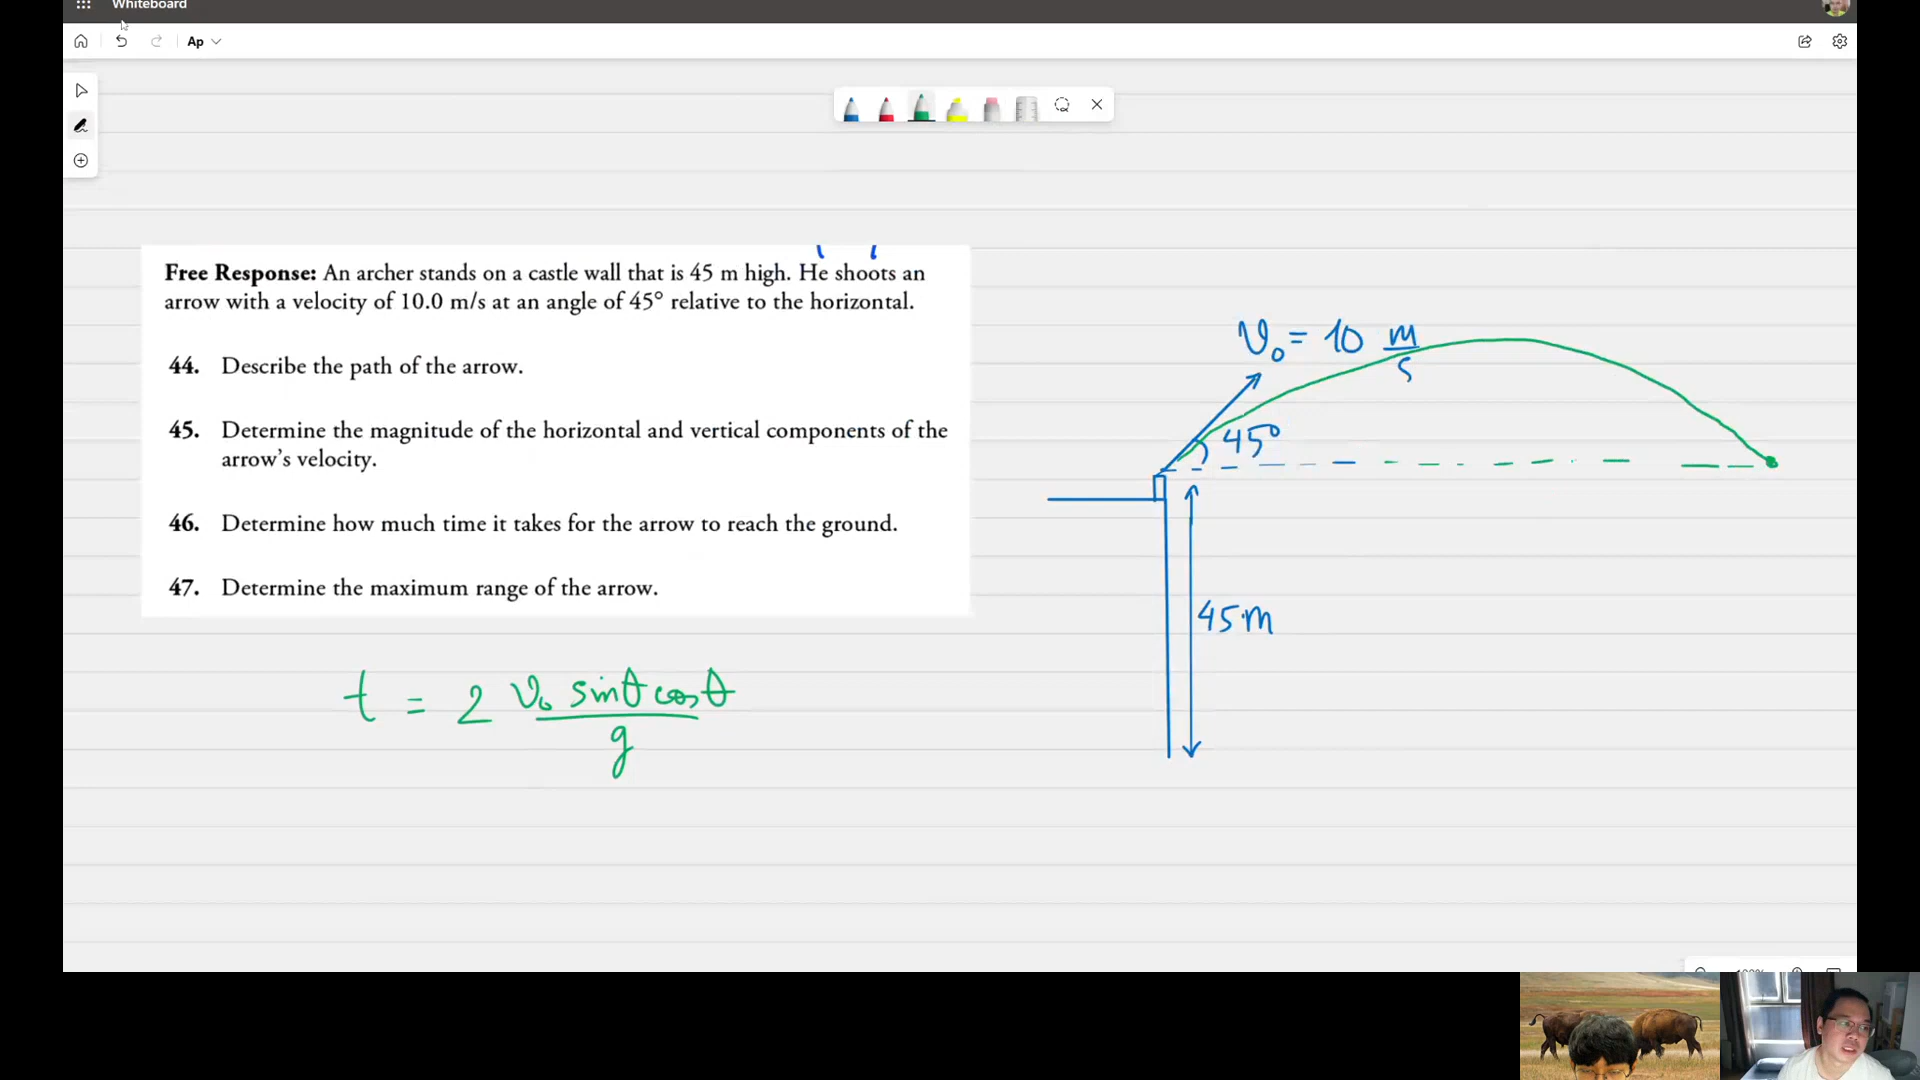 Whiteboard
Ap
Free Response: An archer stands on a castle wall that is 45 m high. He shoots an
arrow with a velocity of 10.0 m/s at an angle of 45° relative to the horizontal.
44. Describe the path of the arrow.
45. Determine the magnitude of the horizontal and vertical components of the
arrow's velocity.
46. Determine how much time it takes for the arrow to reach the ground.
47. Determine the maximum range of the arrow.
t = 2 v₀ sinθ cosθ
g
v₀ = 10 m/s
45°
45 m